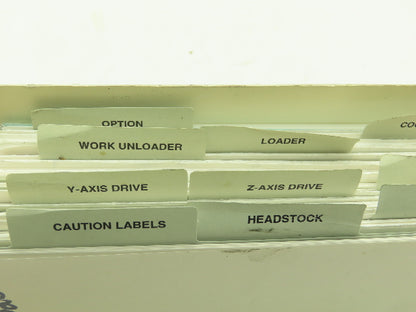 OPTION
WORK UNLOADER
LOADER
Y-AXIS DRIVE
Z-AXIS DRIVE
CAUTION LABELS
HEADSTOCK